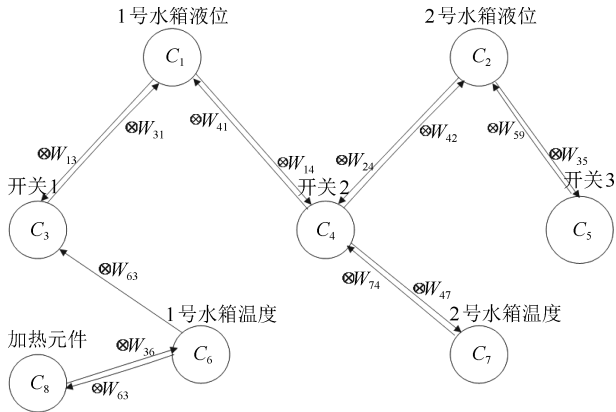 1号水箱液位
2号水箱液位
C₁
C₂
⊗W₁₃
⊗W₃₁
⊗W₄₁
⊗W₁₄
⊗W₂₄
⊗W₄₂
⊗W₅₉
⊗W₃₅
开关1
开关2
开关3
C₃
C₄
C₅
⊗W₆₃
⊗W₇₄
⊗W₄₇
1号水箱温度
2号水箱温度
加热元件
⊗W₃₆
C₆
C₇
C₈
⊗W₆₃